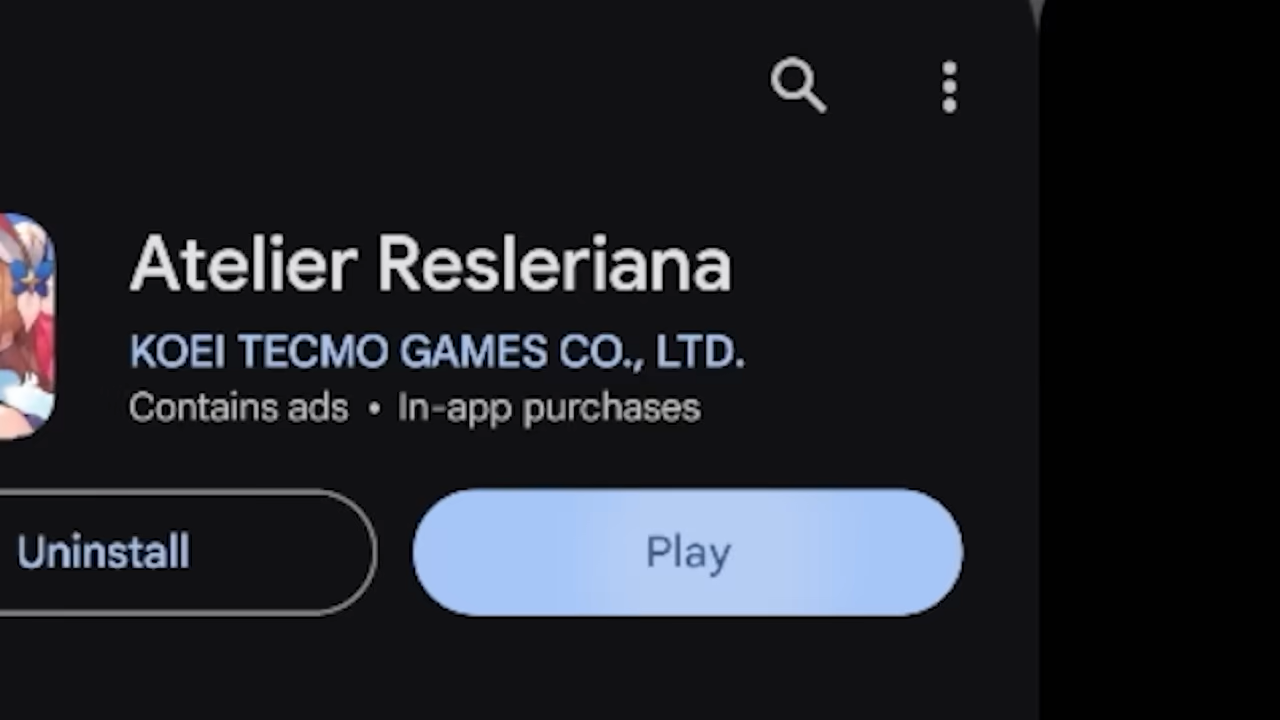 Atelier Resleriana
KOEI TECMO GAMES CO., LTD.
Contains ads • In-app purchases
Uninstall
Play